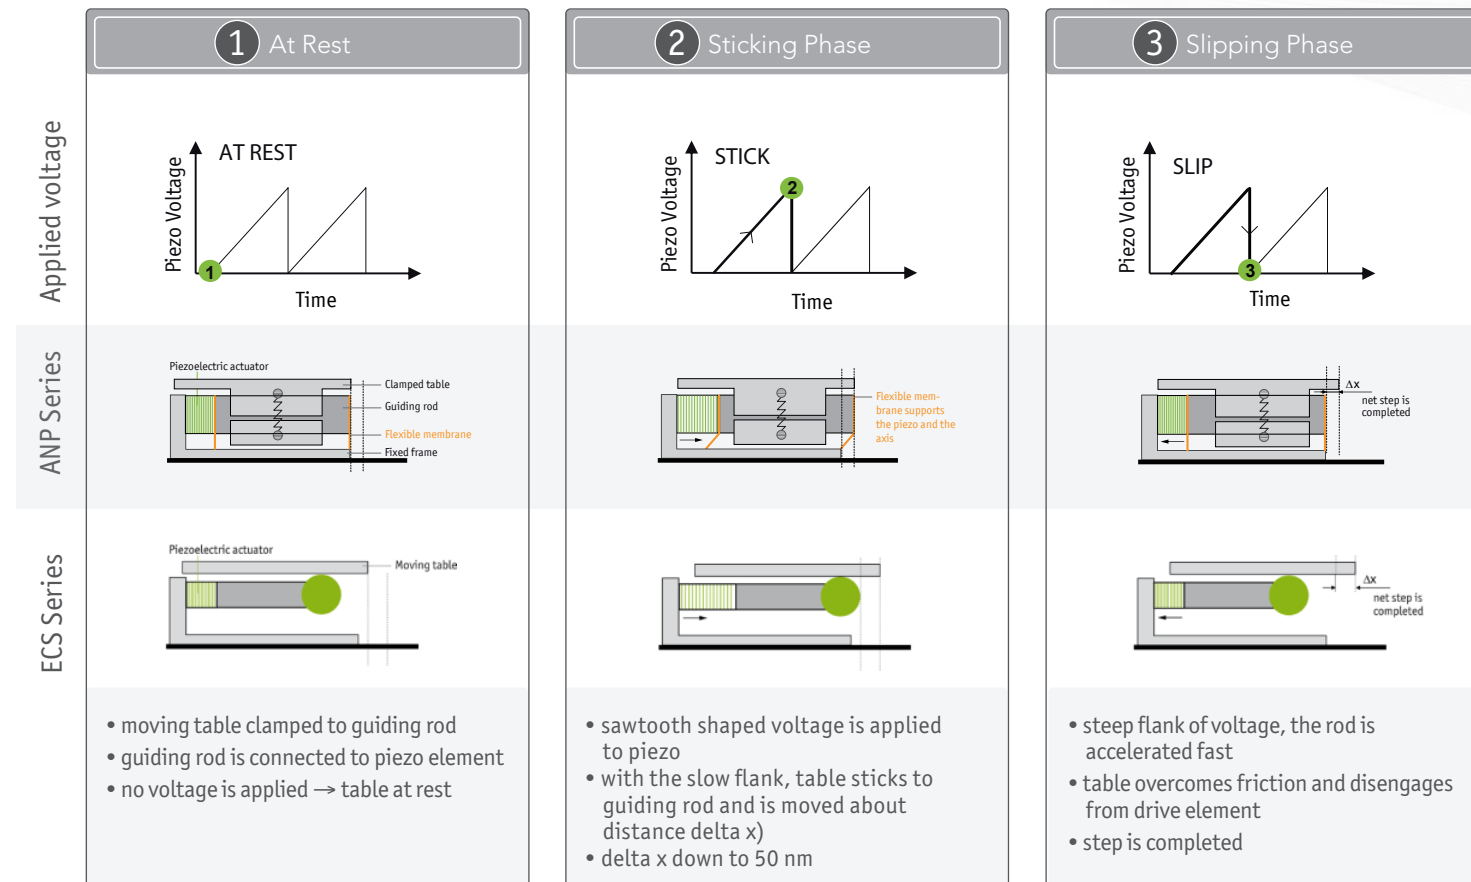 1 At Rest
2 Sticking Phase
3 Slipping Phase
Applied voltage
Piezo Voltage
AT REST
1
Time
Piezo Voltage
STICK
2
Time
Piezo Voltage
SLIP
3
Time
ANP Series
Piezoelectric actuator
Clamped table
Guiding rod
Flexible membrane
Fixed frame
Flexible mem-
brane supports
the piezo and the
axis
Δx
net step is
completed
ECS Series
Piezoelectric actuator
Moving table
Δx
net step is
completed
• moving table clamped to guiding rod
• guiding rod is connected to piezo element
• no voltage is applied → table at rest
• sawtooth shaped voltage is applied
to piezo
• with the slow flank, table sticks to
guiding rod and is moved about
distance delta x)
• delta x down to 50 nm
• steep flank of voltage, the rod is
accelerated fast
• table overcomes friction and disengages
from drive element
• step is completed